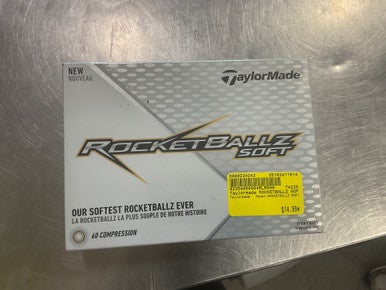 NEW
NOUVEAU
TaylorMade
ROCKETBALLZ
SOFT
OUR SOFTEST ROCKETBALLZ EVER
LA ROCKETBALLZ LA PLUS SOUPLE DE NOTRE HISTOIRE
60 COMPRESSION
Taylormade ROCKETBALLZ
$14.99